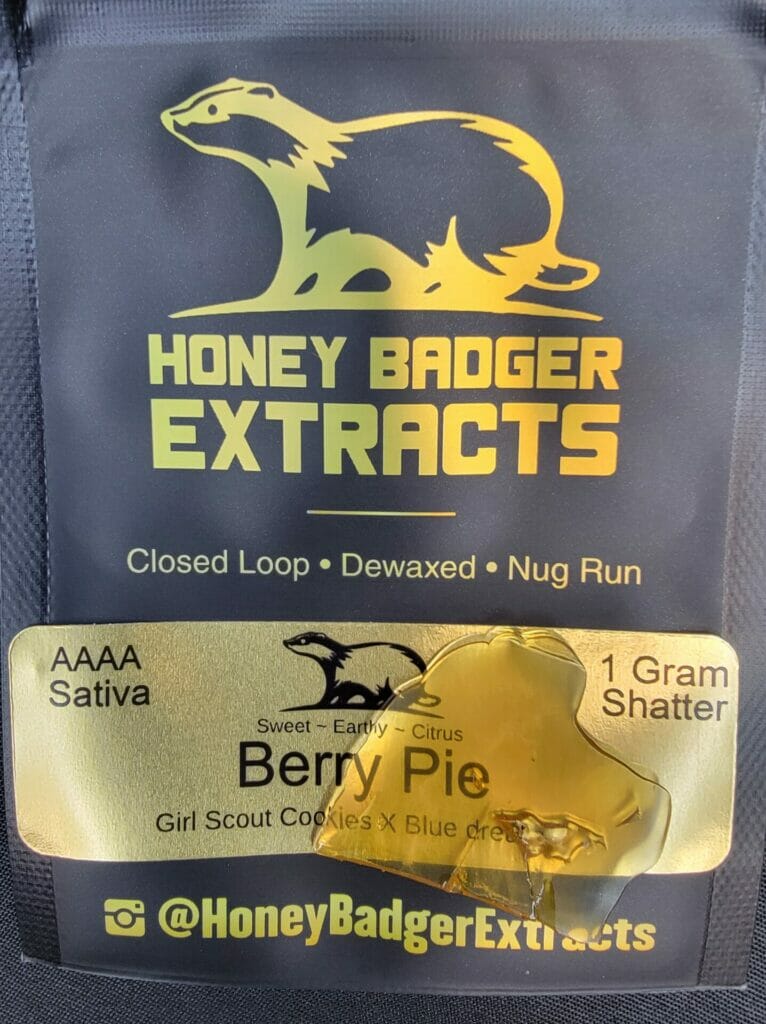 HONEY BADGER
EXTRACTS
Closed Loop • Dewaxed • Nug Run
AAAA
Sativa
1 Gram
Shatter
Sweet ~ Earthy ~ Citrus
Berry Pie
Girl Scout Cookies X Blue dream
@HoneyBadgerExtracts